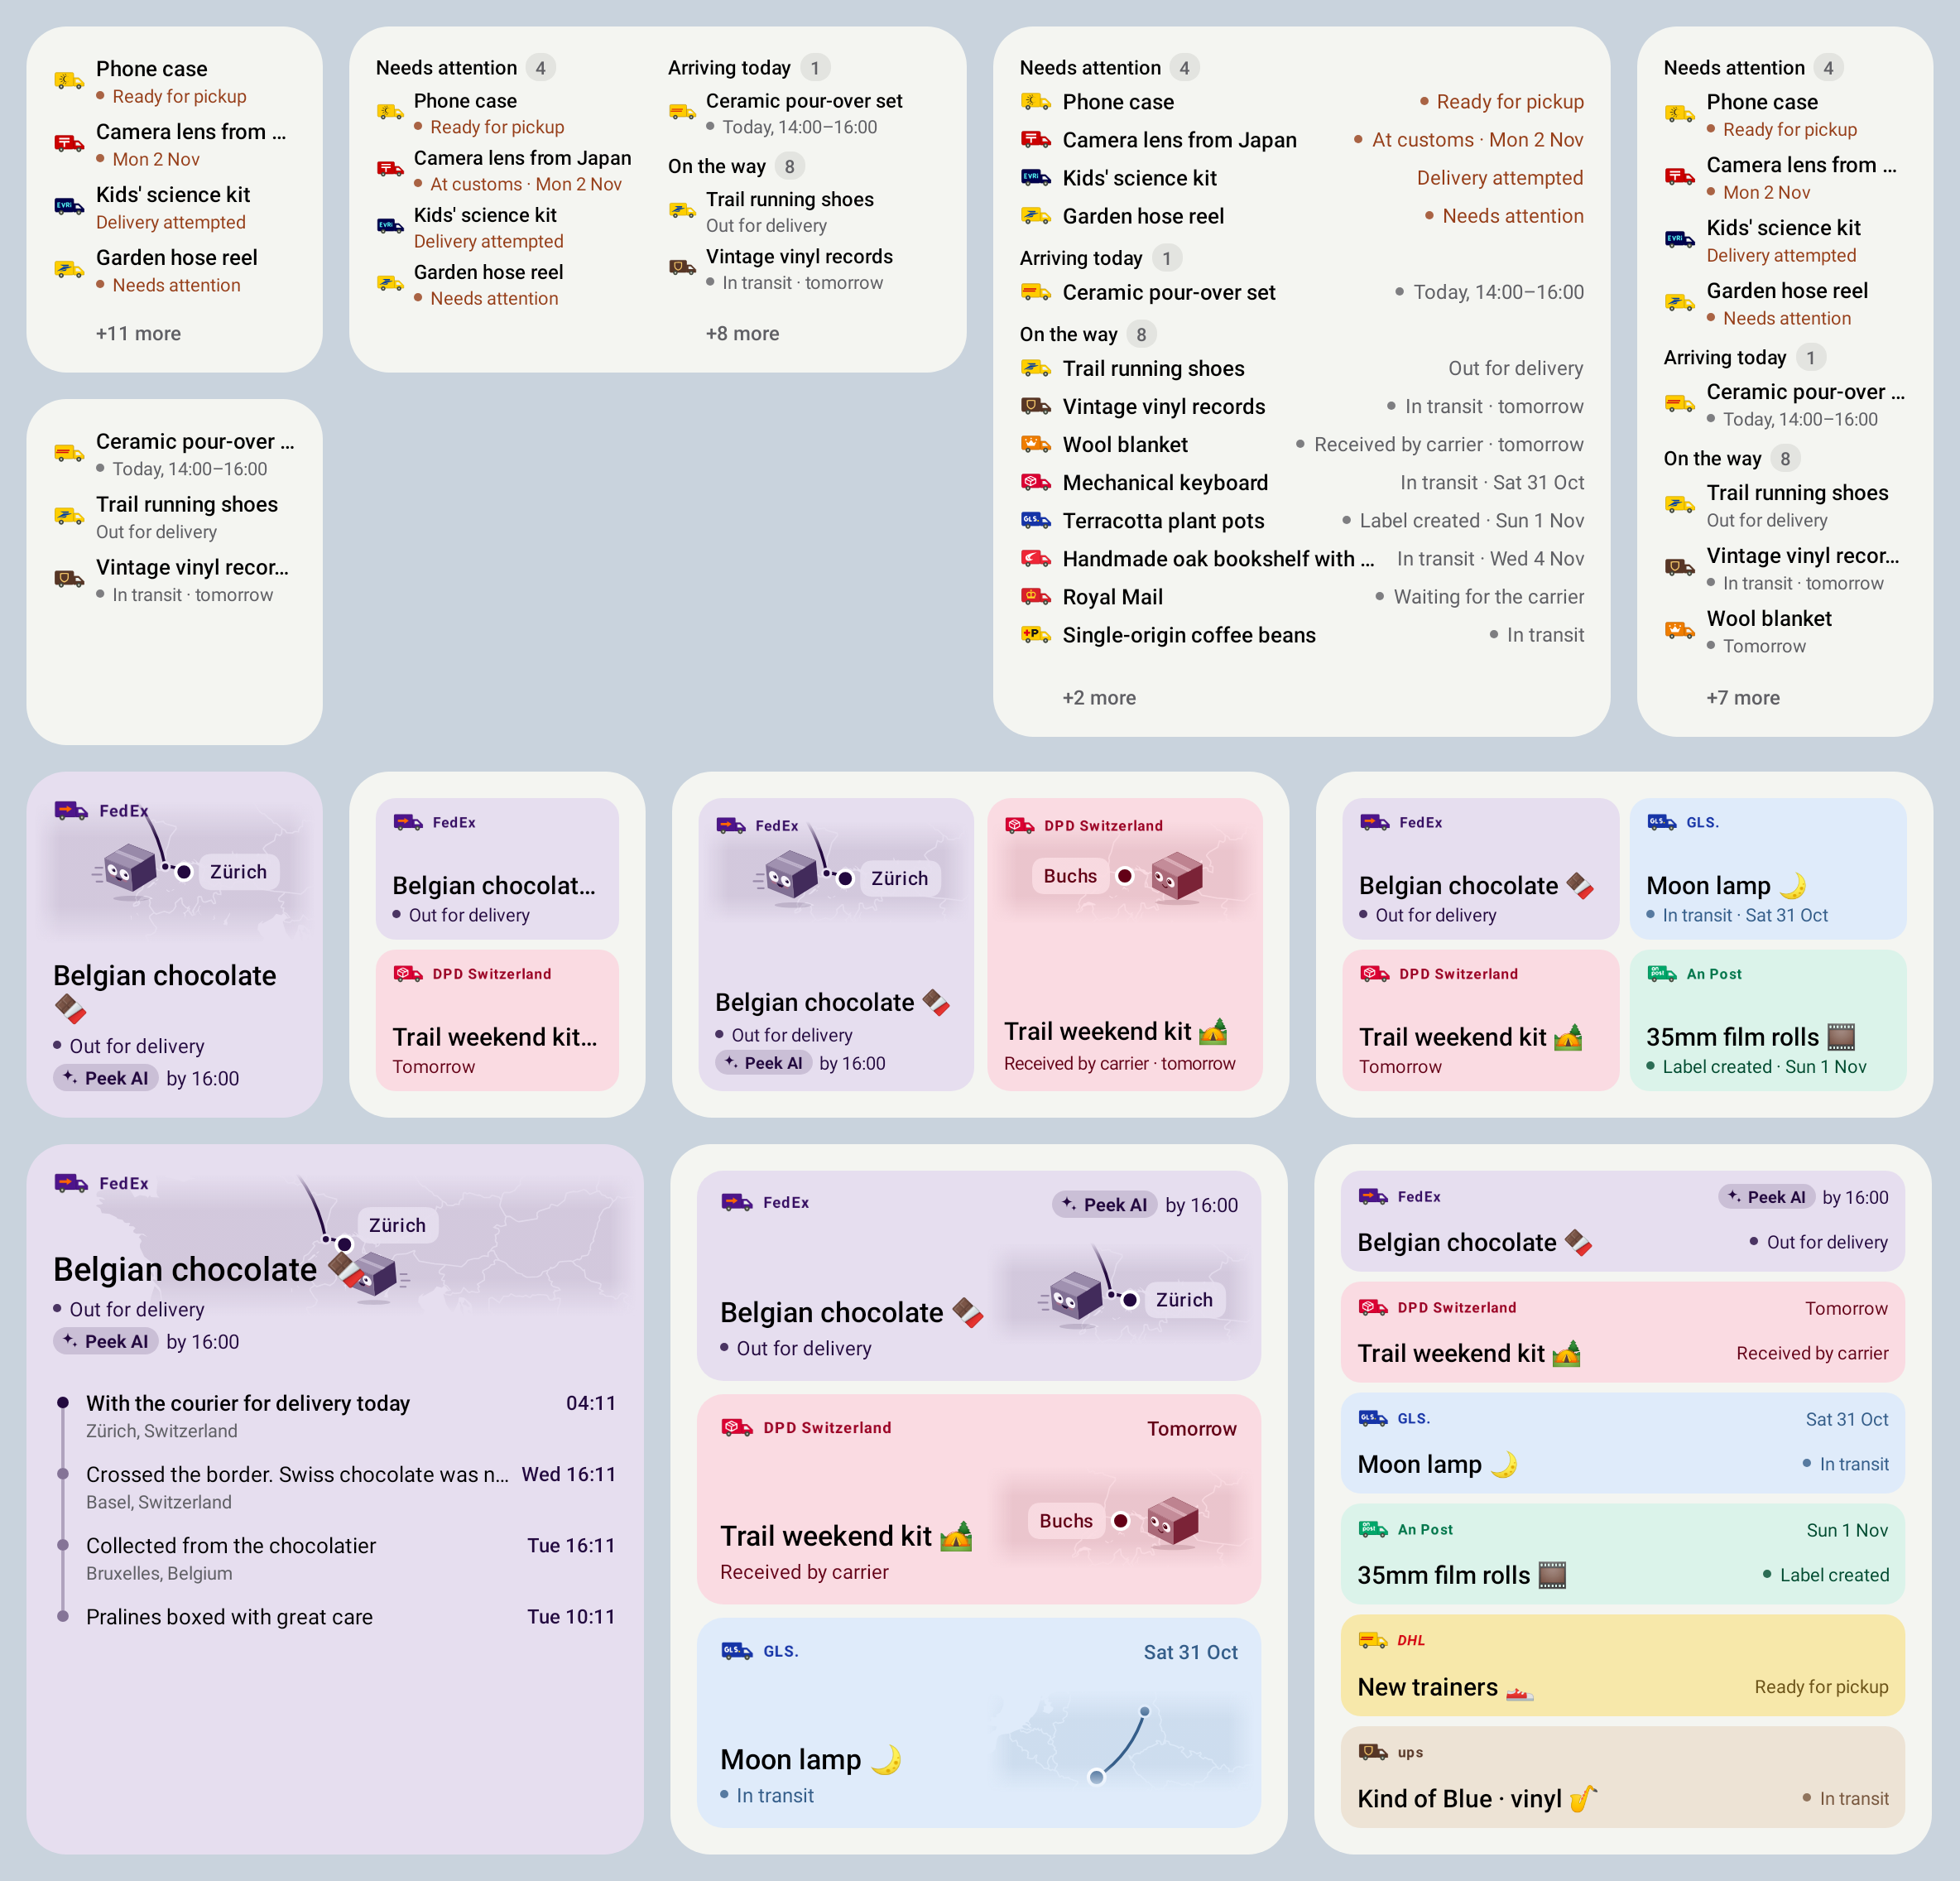 Phone case
Ready for pickup
Camera lens from ...
Mon 2 Nov
EVRi
Kids' science kit
Delivery attempted
Garden hose reel
Needs attention
+11 more
Needs attention 4
Phone case
Ready for pickup
Camera lens from Japan
At customs · Mon 2 Nov
EVRi
Kids' science kit
Delivery attempted
Garden hose reel
Needs attention
Arriving today 1
Ceramic pour-over set
Today, 14:00–16:00
On the way 8
Trail running shoes
Out for delivery
Vintage vinyl records
In transit · tomorrow
+8 more
Needs attention 4
Phone case Ready for pickup
Camera lens from Japan At customs · Mon 2 Nov
EVRi Kids' science kit Delivery attempted
Garden hose reel Needs attention
Arriving today 1
Ceramic pour-over set Today, 14:00–16:00
On the way 8
Trail running shoes Out for delivery
Vintage vinyl records In transit · tomorrow
Wool blanket Received by carrier · tomorrow
Mechanical keyboard In transit · Sat 31 Oct
GLS. Terracotta plant pots Label created · Sun 1 Nov
Handmade oak bookshelf with ... In transit · Wed 4 Nov
Royal Mail Waiting for the carrier
+P Single-origin coffee beans In transit
+2 more
Needs attention 4
Phone case
Ready for pickup
Camera lens from ...
Mon 2 Nov
EVRi
Kids' science kit
Delivery attempted
Garden hose reel
Needs attention
Arriving today 1
Ceramic pour-over ...
Today, 14:00–16:00
On the way 8
Trail running shoes
Out for delivery
Vintage vinyl recor...
In transit · tomorrow
Wool blanket
Tomorrow
+7 more
Ceramic pour-over ...
Today, 14:00–16:00
Trail running shoes
Out for delivery
Vintage vinyl recor...
In transit · tomorrow
FedEx
Zürich
Belgian chocolate
🍫
Out for delivery
Peek AI by 16:00
FedEx
Belgian chocolat...
Out for delivery
DPD Switzerland
Trail weekend kit...
Tomorrow
FedEx
Zürich
Belgian chocolate 🍫
Out for delivery
Peek AI by 16:00
DPD Switzerland
Buchs
Trail weekend kit 🏕️
Received by carrier · tomorrow
FedEx
Belgian chocolate 🍫
Out for delivery
GLS. GLS.
Moon lamp 🌙
In transit · Sat 31 Oct
DPD Switzerland
Trail weekend kit 🏕️
Tomorrow
an post An Post
35mm film rolls 🎞️
Label created · Sun 1 Nov
FedEx
Zürich
Belgian chocolate 🍫
Out for delivery
Peek AI by 16:00
With the courier for delivery today 04:11
Zürich, Switzerland
Crossed the border. Swiss chocolate was n... Wed 16:11
Basel, Switzerland
Collected from the chocolatier Tue 16:11
Bruxelles, Belgium
Pralines boxed with great care Tue 10:11
FedEx Peek AI by 16:00
Zürich
Belgian chocolate 🍫
Out for delivery
DPD Switzerland Tomorrow
Buchs
Trail weekend kit 🏕️
Received by carrier
GLS. GLS. Sat 31 Oct
Moon lamp 🌙
In transit
FedEx Peek AI by 16:00
Belgian chocolate 🍫 Out for delivery
DPD Switzerland Tomorrow
Trail weekend kit 🏕️ Received by carrier
GLS. GLS. Sat 31 Oct
Moon lamp 🌙 In transit
an post An Post Sun 1 Nov
35mm film rolls 🎞️ Label created
DHL
New trainers 👟 Ready for pickup
ups
Kind of Blue · vinyl 🎷 In transit